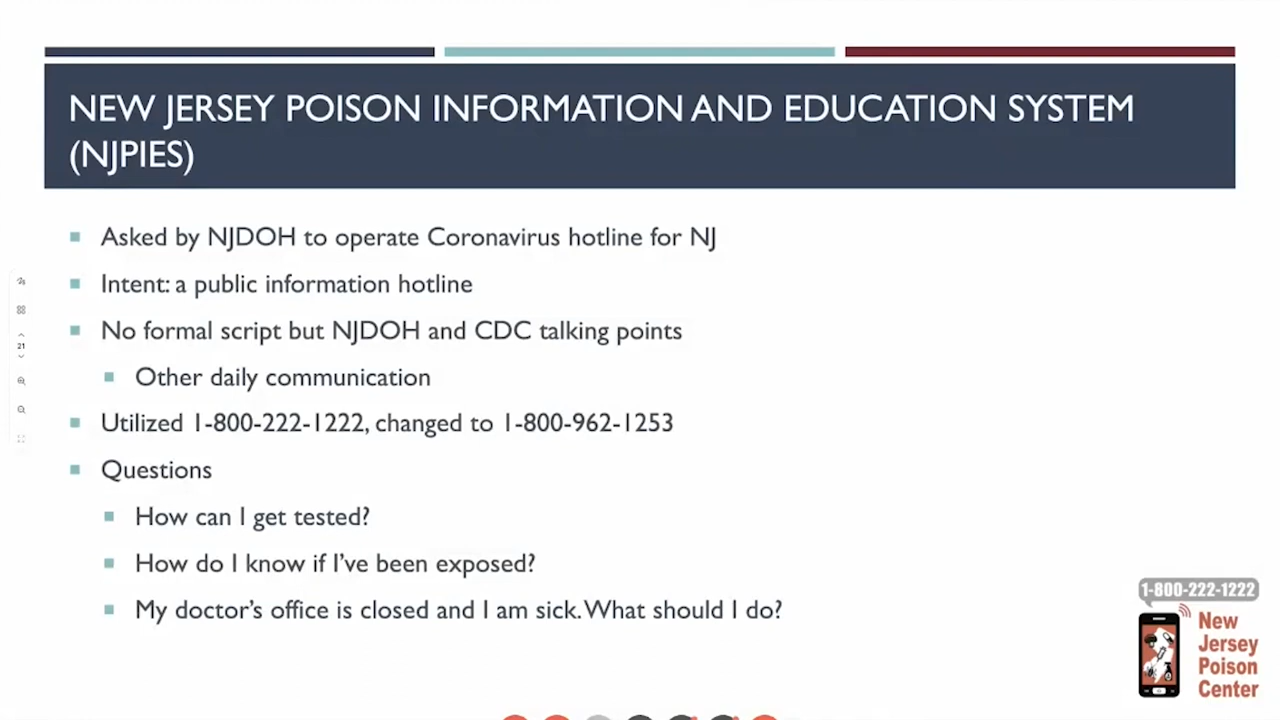 NEW JERSEY POISON INFORMATION AND EDUCATION SYSTEM
(NJPIES)
Asked by NJDOH to operate Coronavirus hotline for NJ
Intent: a public information hotline
No formal script but NJDOH and CDC talking points
21
Other daily communication
Utilized 1-800-222-1222, changed to 1-800-962-1253
Questions
How can I get tested?
How do I know if I've been exposed?
My doctor's office is closed and I am sick. What should I do?
1-800-222-1222
New
Jersey
Poison
Center